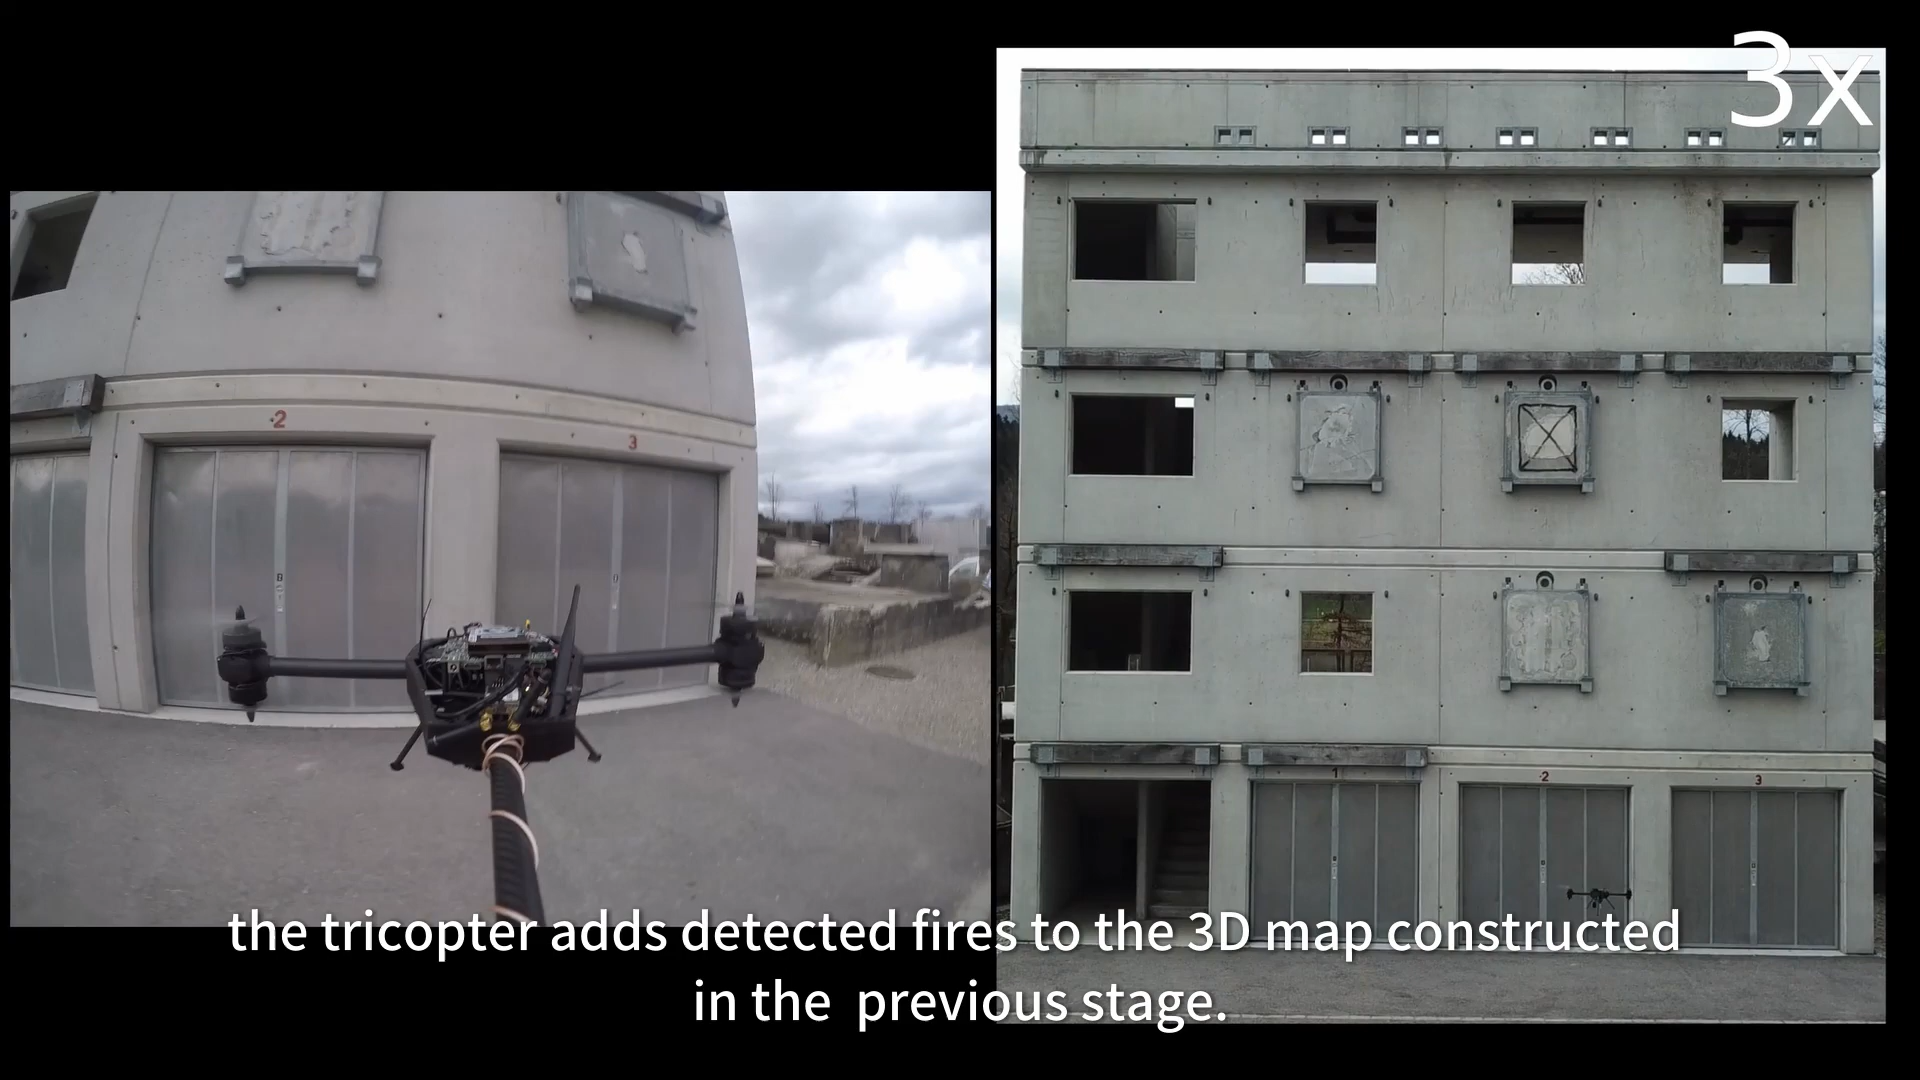 3x
2
3
1
2
3
the tricopter adds detected fires to the 3D map constructed
in the previous stage.